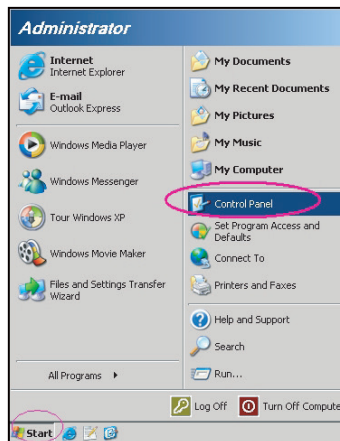 Administrator
Internet
Internet Explorer
E-mail
Outlook Express
Windows Media Player
Windows Messenger
Tour Windows XP
Windows Movie Maker
Files and Settings Transfer
Wizard
All Programs
My Documents
My Recent Documents
My Pictures
My Music
My Computer
Control Panel
Set Program Access and
Defaults
Connect To
Printers and Faxes
Help and Support
Search
Run...
Log Off
Turn Off Compute
Start